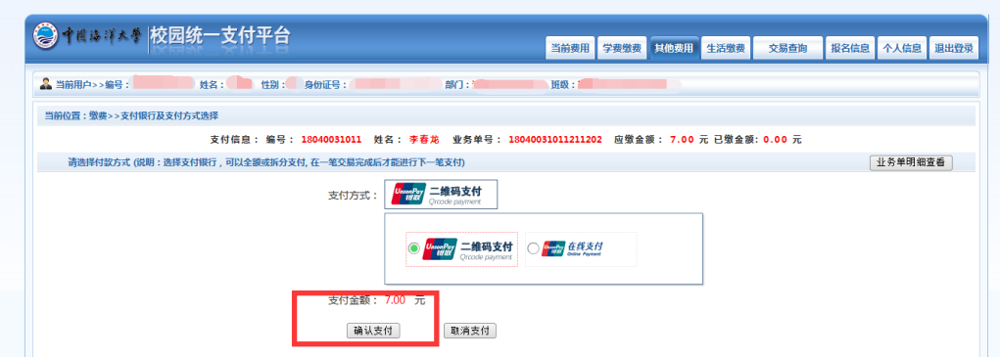 中国海洋大学 校园统一支付平台
当前费用 学费缴费 其他费用 生活缴费 交易查询 报名信息 个人信息 退出登录
当前用户>>编号： 姓名： 性别： 身份证号： 部门： 班级：
当前位置：缴费>>支付银行及支付方式选择
支付信息： 编号： 18040031011 姓名： 李春龙 业务单号： 18040031011211202 应缴金额： 7.00 元 已缴金额：0.00 元
请选择付款方式 (说明：选择支付银行，可以全额或拆分支付, 在一笔交易完成后才能进行下一笔支付)
业务单明细查看
支付方式： UnionPay 银联 二维码支付
Qrcode payment
UnionPay 银联 二维码支付 UnionPay 银联 在线支付
Qrcode payment Online Payment
支付金额： 7.00 元
确认支付 取消支付